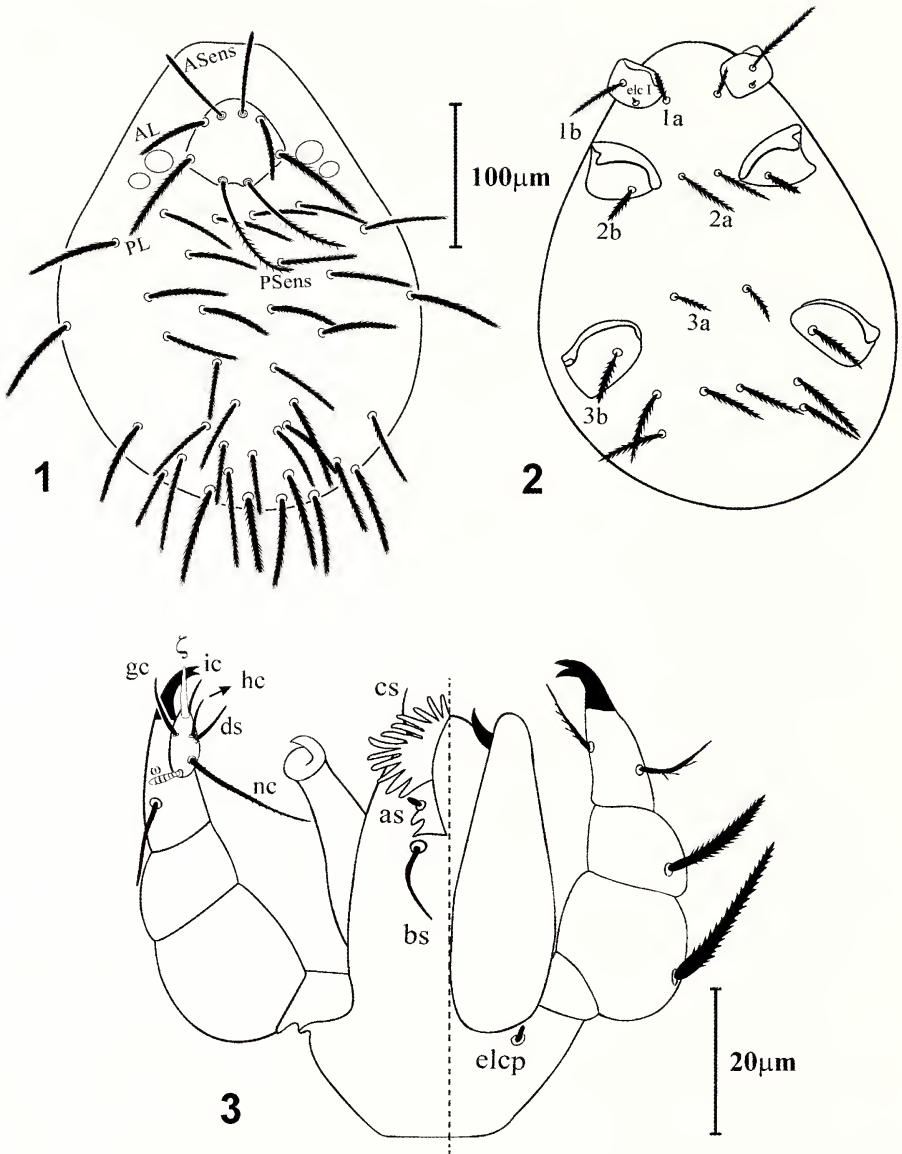 ASens
AL
PL
PSens
1
100µm
elc I
1b
1a
2b
2a
3a
3b
2
ζ
gc
ic
hc
ds
ω
nc
cs
as
bs
elcp
20µm
3